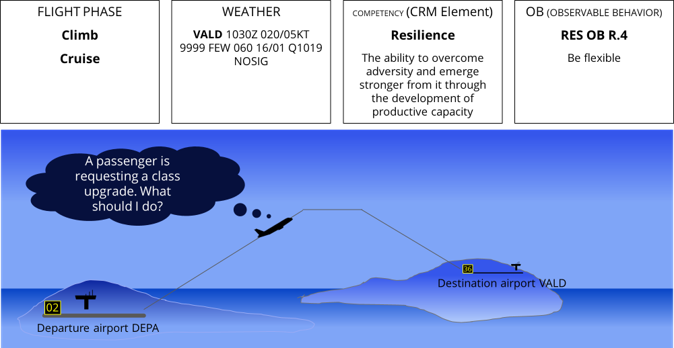 FLIGHT PHASE
Climb
Cruise
WEATHER
VALD 1030Z 020/05KT
9999 FEW 060 16/01 Q1019
NOSIG
COMPETENCY (CRM Element)
Resilience
The ability to overcome
adversity and emerge
stronger from it through
the development of
productive capacity
OB (OBSERVABLE BEHAVIOR)
RES OB R.4
Be flexible
A passenger is
requesting a class
upgrade. What
should I do?
36
Destination airport VALD
02
Departure airport DEPA